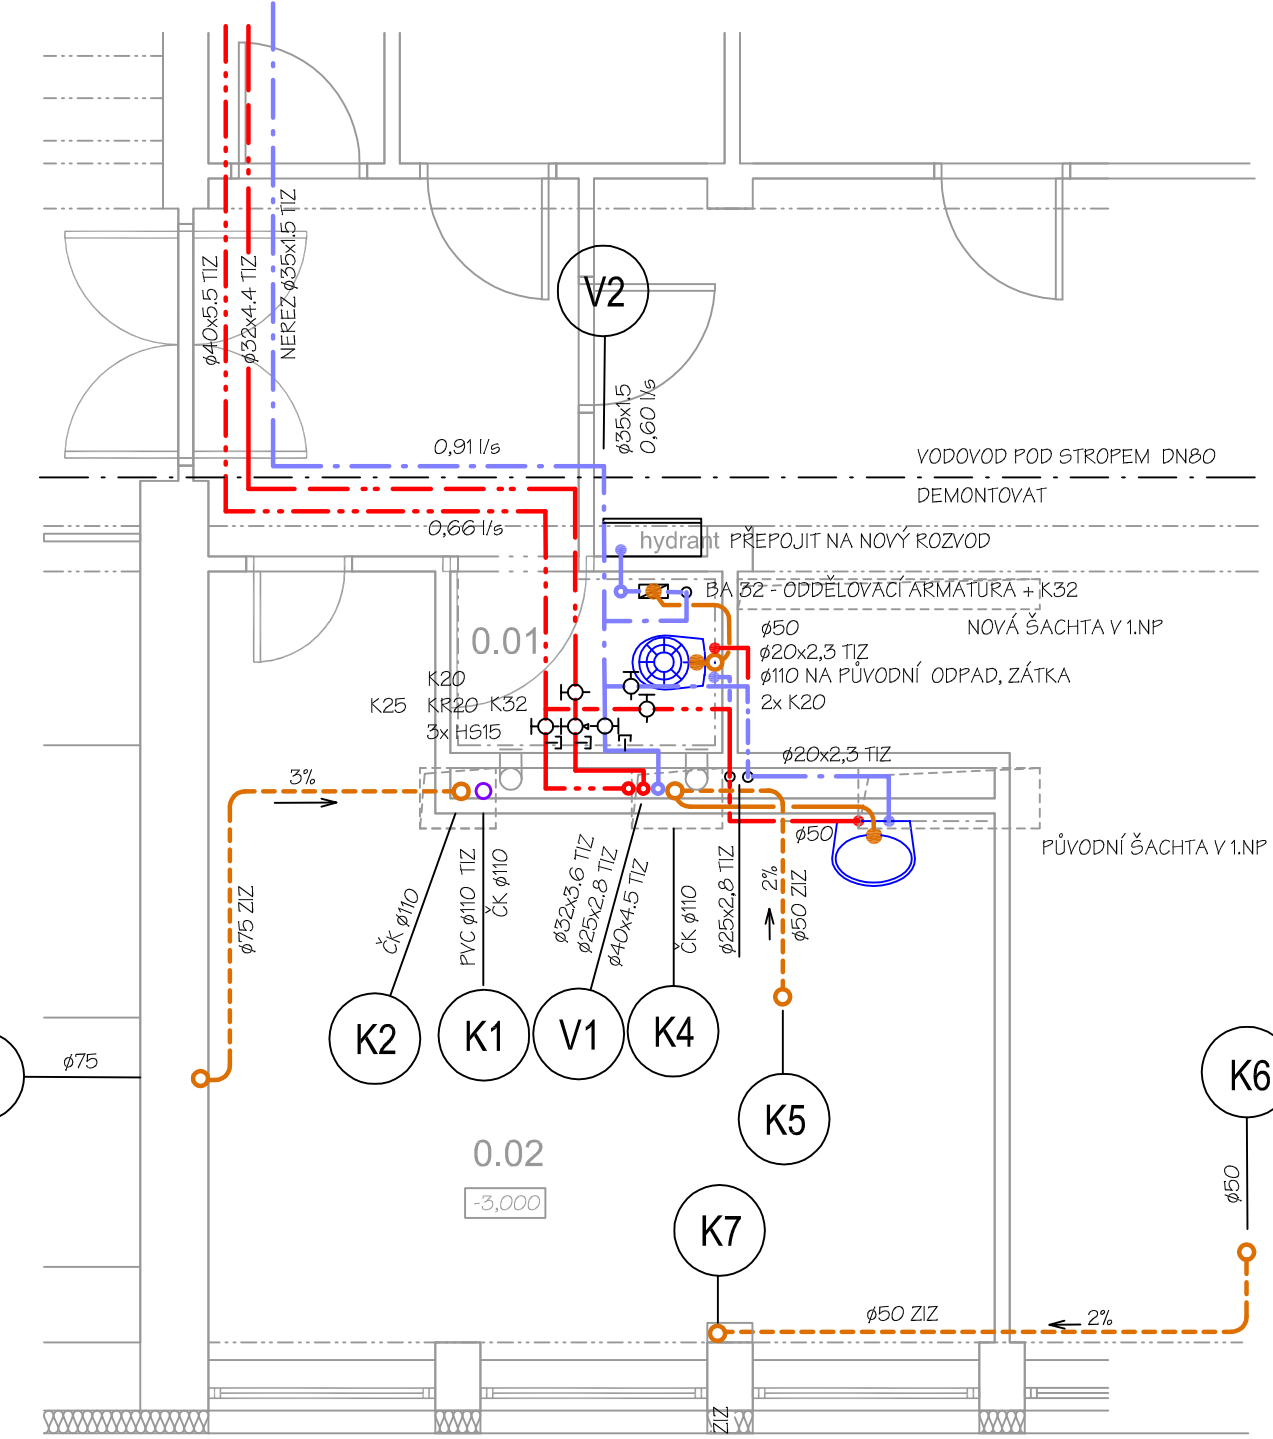 ø40x5.5 TIZ
ø32x4.4 TIZ
NEREZ ø35x1.5 TIZ
V2
ø35x1.5
0,60 l/s
0,91 l/s
0,66 l/s
VODOVOD POD STROPEM DN80
DEMONTOVAT
hydrant
PŘEPOJIT NA NOVÝ ROZVOD
BA 32 - ODDĚLOVACÍ ARMATURA + K32
0.01
ø50
NOVÁ ŠACHTA V 1.NP
ø20x2,3 TIZ
ø110 NA PŮVODNÍ ODPAD, ZÁTKA
2x K20
K20
K25 KR20 K32
3x HS15
ø20x2,3 TIZ
3%
ø50
PŮVODNÍ ŠACHTA V 1.NP
ø75 ZIZ
ČK ø110
PVC ø110 TIZ
ČK ø110
ø32x3.6 TIZ
ø25x2.8 TIZ
ø40x4.5 TIZ
ČK ø110
ø25x2,8 TIZ
2%
ø50 ZIZ
K2
K1
V1
K4
K5
K6
ø75
0.02
-3,000
K7
ø50
ø50 ZIZ
2%
ZIZ